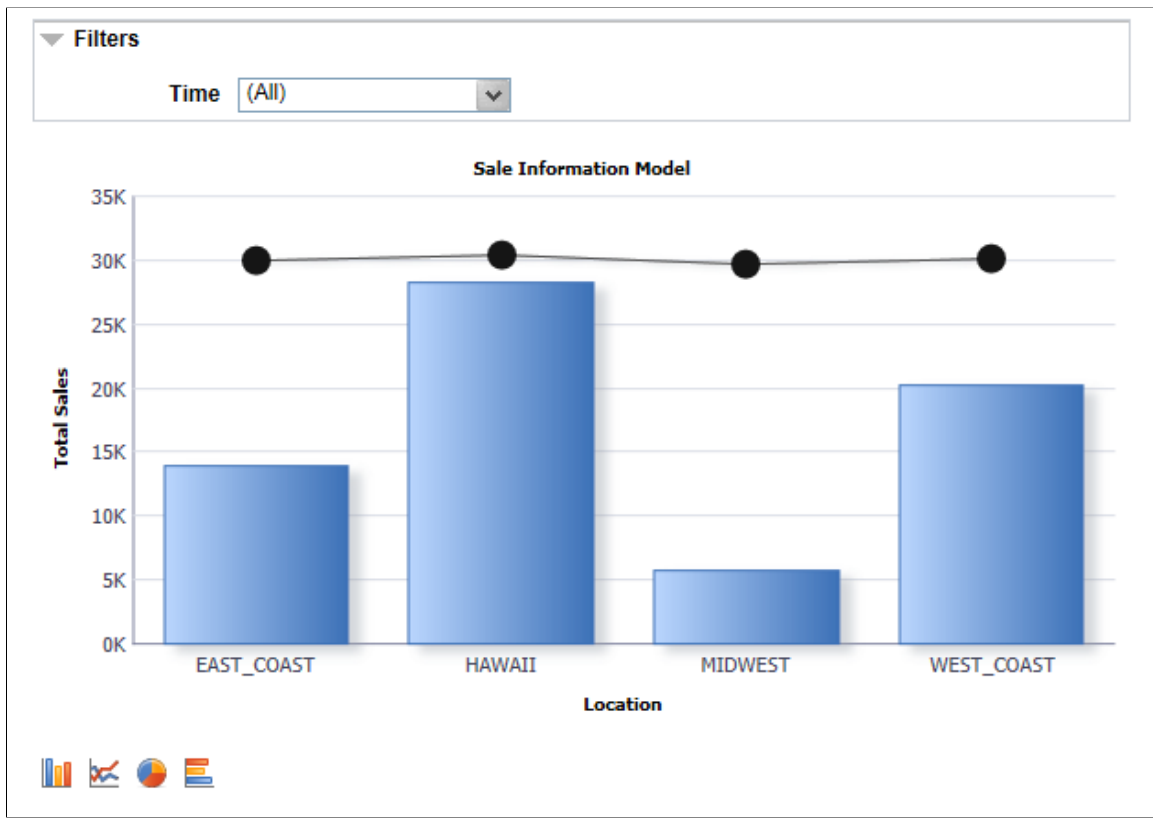 Filters
Time (All)
Sale Information Model
35K
30K
25K
20K
15K
10K
5K
0K
Total Sales
EAST_COAST HAWAII MIDWEST WEST_COAST
Location